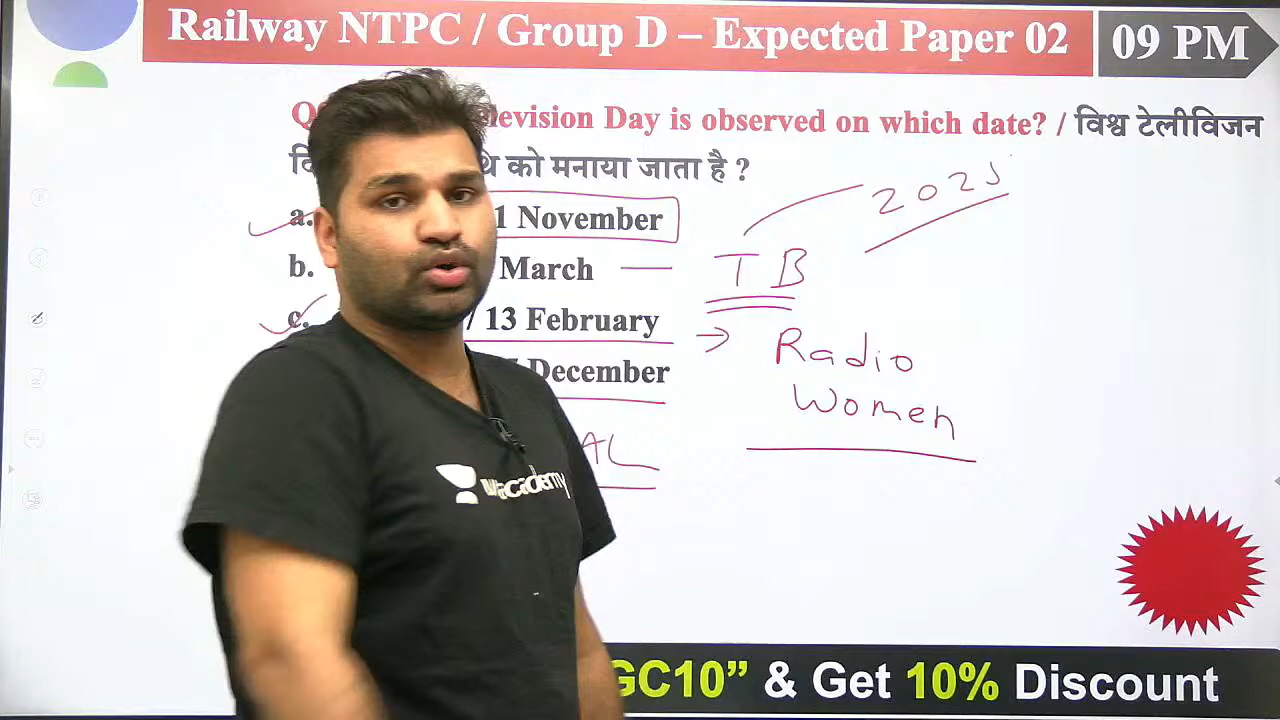 Railway NTPC / Group D – Expected Paper 02
09 PM
Day is observed on which date? / विश्व टेलीविजन
को मनाया जाता है ?
a. 1 November
b. March
c. / 13 February
December
2025
TB
→ Radio
Women
AL
GC10” & Get 10% Discount